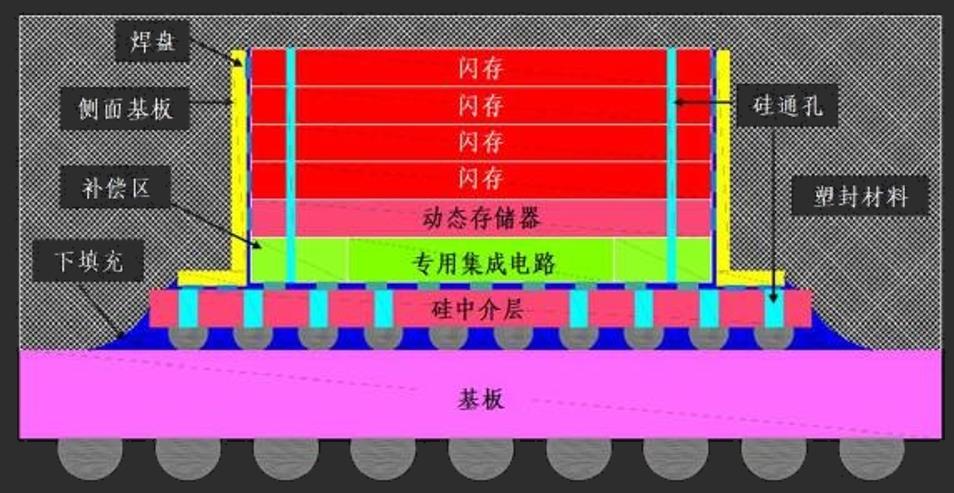 焊盘
侧面基板
补偿区
下填充
闪存
闪存
闪存
闪存
动态存储器
专用集成电路
硅中介层
基板
硅通孔
塑封材料